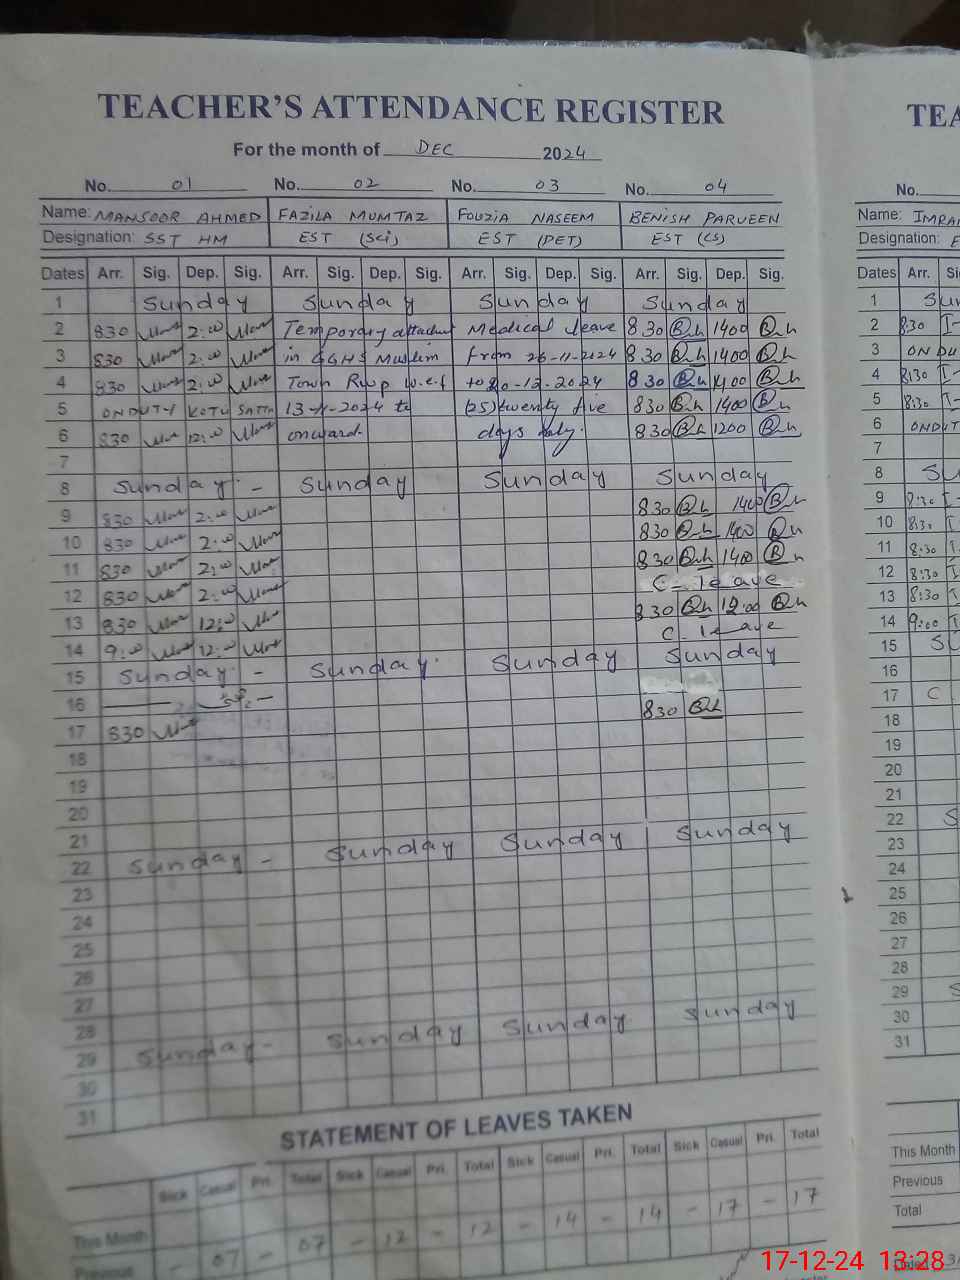 TEACHER'S ATTENDANCE REGISTER
For the month of DEC 2024
No. 01 No. 02 No. 03 No. 04
Name: MANSOOR AHMED FAZILA MUMTAZ FOUZIA NASEEM BENISH PARVEEN
Designation: SST HM EST (Sci) EST (PET) EST (CS)
Dates Arr. Sig. Dep. Sig. Arr. Sig. Dep. Sig. Arr. Sig. Dep. Sig. Arr. Sig. Dep. Sig.
1 Sunday Sunday Sunday Sunday
2 830 2:00 Temporary attached Medical leave 8.30 1400
3 830 2:00 in GGHS Muslim from 26-11-2024 830 1400
4 830 2:00 Town Rwp w.e.f to 20-12-2024 830 1400
5 ONDUTY 13-11-2024 to (25) twenty five 830 1400
6 830 12:00 onward. days only. 830 1200
7
8 Sunday - Sunday Sunday Sunday
9 830 2:00 830 1400
10 830 2:00 830 1400
11 830 2:00 830 1400
12 830 2:00 C-leave
13 830 12:00 830 12:00
14 9:00 12:00 C-leave
15 Sunday - Sunday Sunday Sunday
16
17 830 830
18
19
20
21
22 Sunday - Sunday Sunday Sunday
23
24
25
26
27
28
29 Sunday - Sunday Sunday Sunday
30
31
STATEMENT OF LEAVES TAKEN
Sick Casual Pri. Total Sick Casual Pri. Total Sick Casual Pri. Total Sick Casual Pri. Total
This Month
Previous - 07 - 07 - 12 - 12 - 14 - 14 - 17 - 17
TEA
No.
Name: IMRA
Designation: E
Dates Arr. Si
1 Sun
2 8:30
3 ON DU
4 8:30
5 8:30
6 ONDUT
7
8 Su
9 8:30
10 8:30
11 8:30
12 8:30
13 8:30
14 9:00
15 Su
16
17 C
18
19
20
21
22 S
23
24
25
26
27
28
29 S
30
31
This Month
Previous
Total
17-12-24 13:28